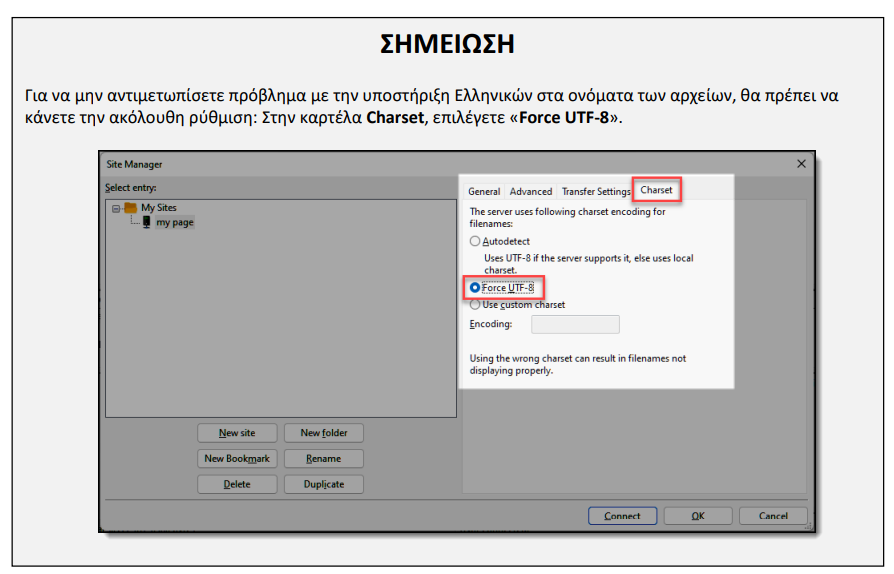 ΣΗΜΕΙΩΣΗ
Για να μην αντιμετωπίσετε πρόβλημα με την υποστήριξη Ελληνικών στα ονόματα των αρχείων, θα πρέπει να
κάνετε την ακόλουθη ρύθμιση: Στην καρτέλα Charset, επιλέγετε «Force UTF-8».
Site Manager
Select entry:
My Sites
my page
New site
New folder
New Bookmark
Rename
Delete
Duplicate
General Advanced Transfer Settings Charset
The server uses following charset encoding for
filenames:
Autodetect
Uses UTF-8 if the server supports it, else uses local
charset.
Force UTF-8
Use custom charset
Encoding:
Using the wrong charset can result in filenames not
displaying properly.
Connect
OK
Cancel